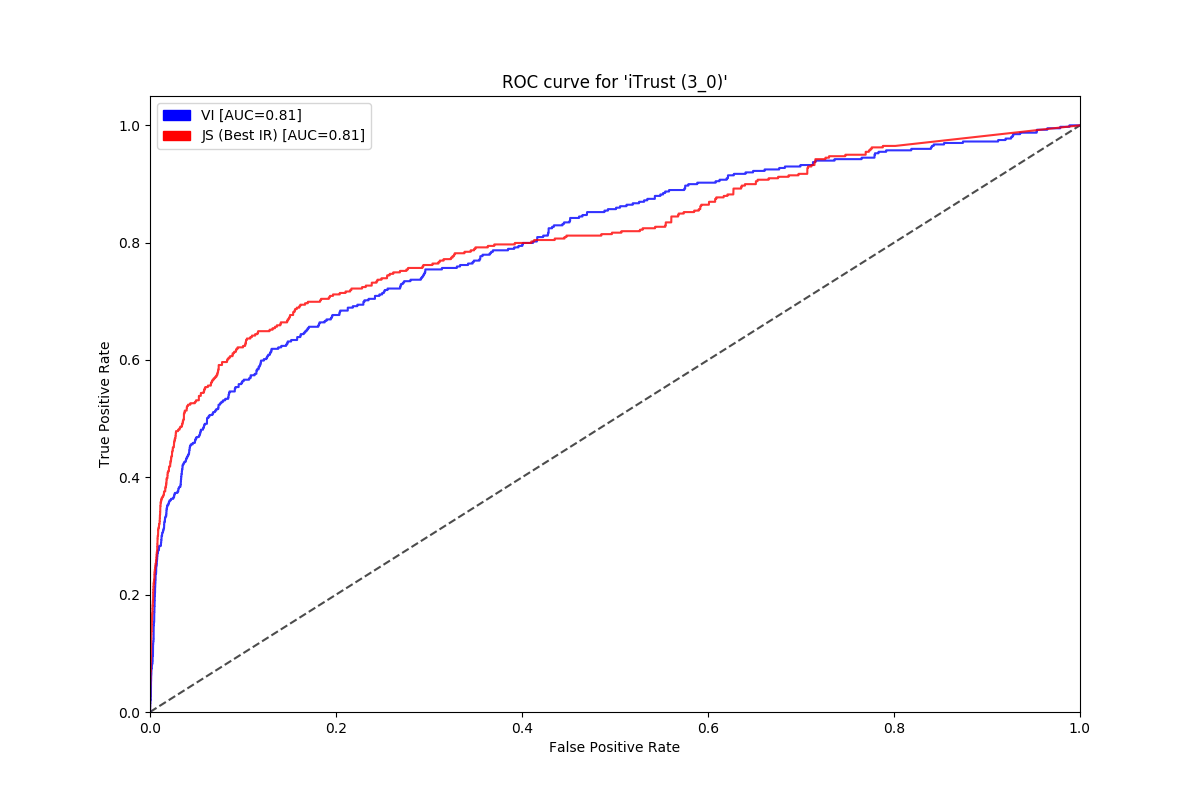 ROC curve for 'iTrust (3_0)'
VI [AUC=0.81]
JS (Best IR) [AUC=0.81]
True Positive Rate
1.0
0.8
0.6
0.4
0.2
0.0
0.0 0.2 0.4 0.6 0.8 1.0
False Positive Rate